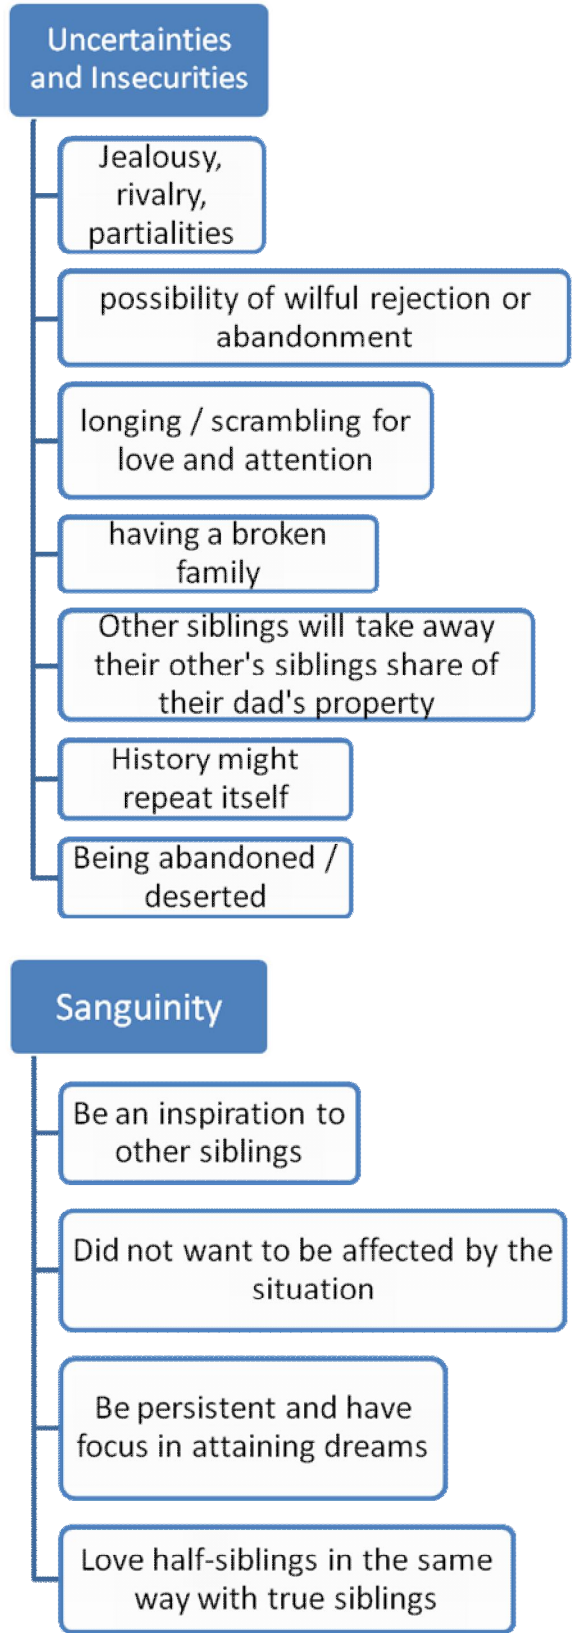 Uncertainties
and Insecurities
Jealousy,
rivalry,
partialities
possibility of wilful rejection or
abandonment
longing / scrambling for
love and attention
having a broken
family
Other siblings will take away
their other's siblings share of
their dad's property
History might
repeat itself
Being abandoned /
deserted
Sanguinity
Be an inspiration to
other siblings
Did not want to be affected by the
situation
Be persistent and have
focus in attaining dreams
Love half-siblings in the same
way with true siblings